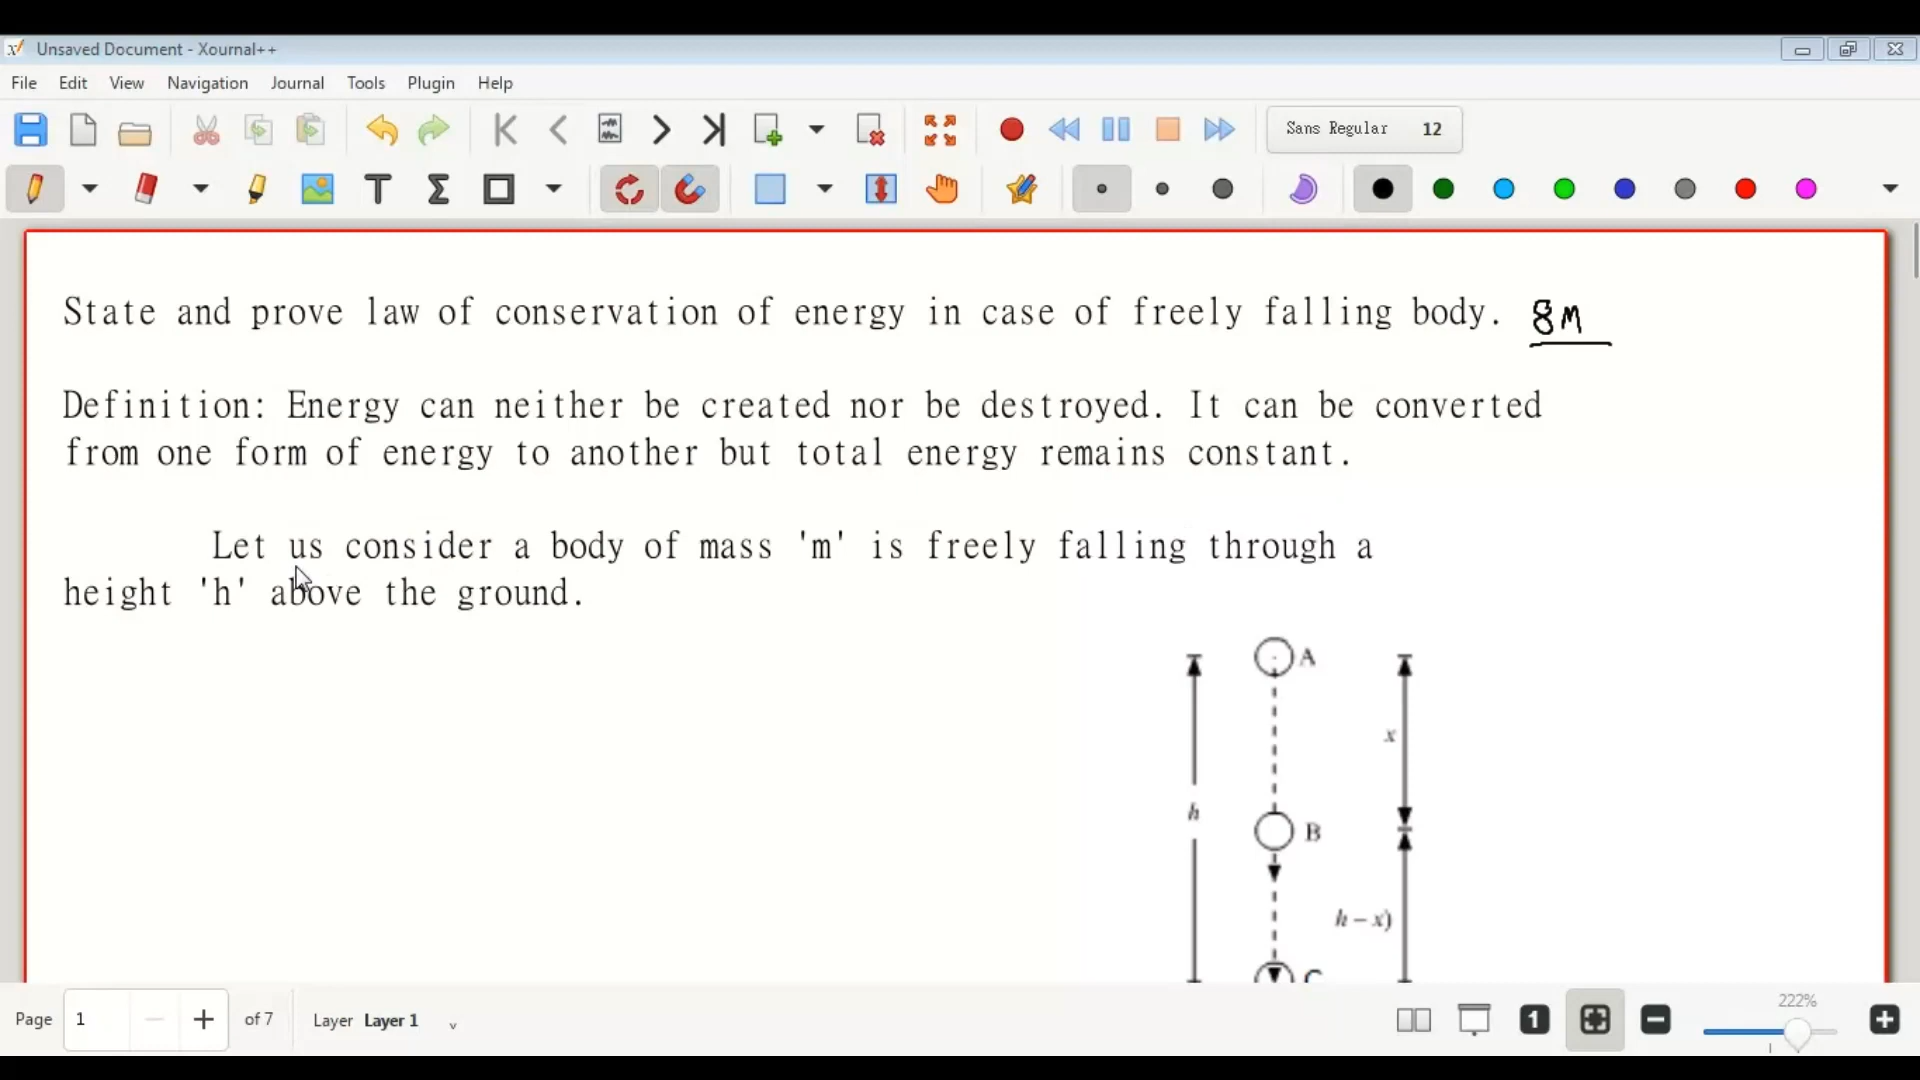 Unsaved Document - Xournal++
File Edit View Navigation Journal Tools Plugin Help
Sans Regular 12
State and prove law of conservation of energy in case of freely falling body. 8M
Definition: Energy can neither be created nor be destroyed. It can be converted
from one form of energy to another but total energy remains constant.
Let us consider a body of mass 'm' is freely falling through a
height 'h' above the ground.
A
x
h
B
h – x)
C
Page 1 of 7 Layer Layer 1
222%